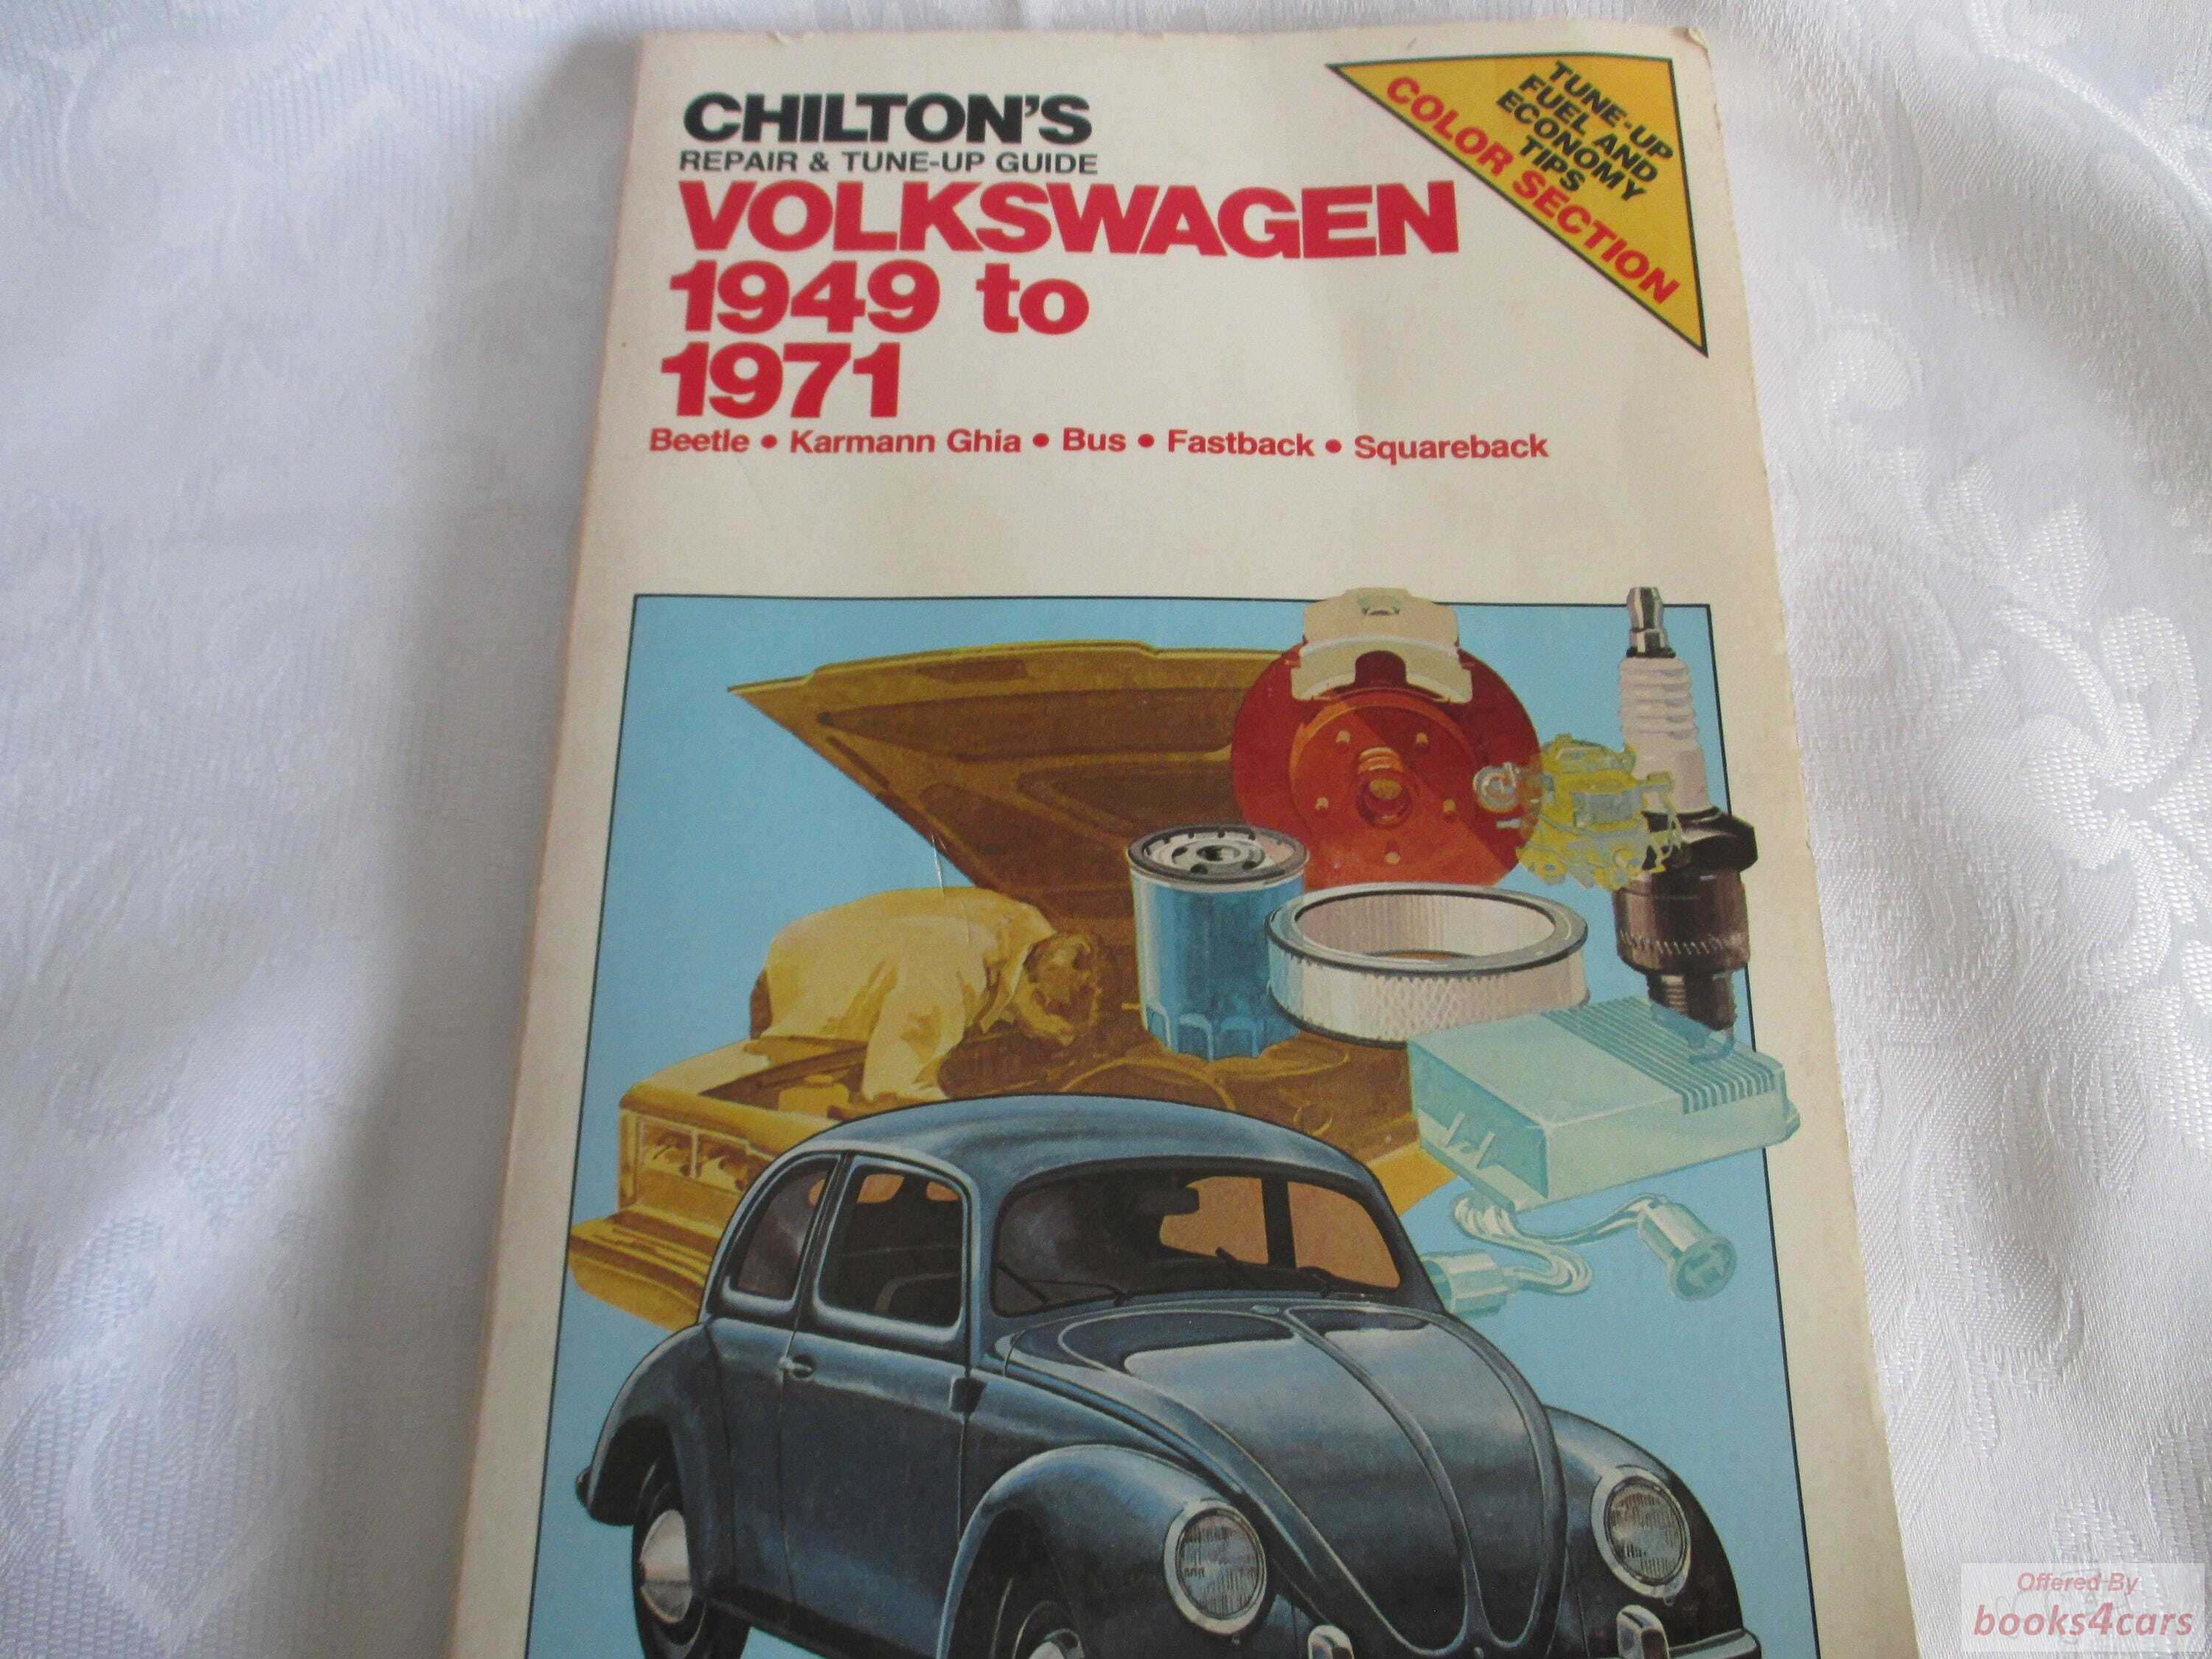 CHILTON'S
REPAIR & TUNE-UP GUIDE
VOLKSWAGEN
1949 to
1971
Beetle • Karmann Ghia • Bus • Fastback • Squareback
TUNE-UP
FUEL AND
ECONOMY
TIPS
COLOR SECTION
Offered By
books4cars